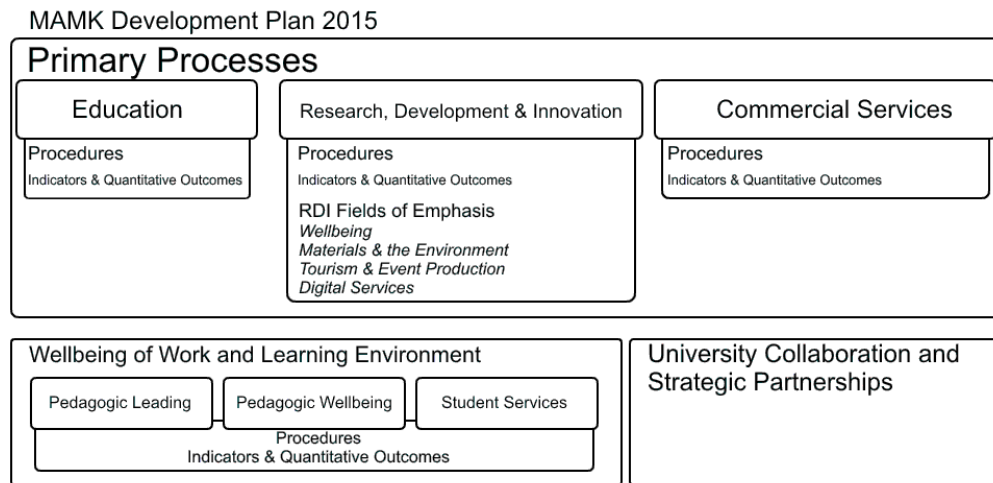 MAMK Development Plan 2015
Primary Processes
Education
Procedures
Indicators & Quantitative Outcomes
Research, Development & Innovation
Procedures
Indicators & Quantitative Outcomes
RDI Fields of Emphasis
Wellbeing
Materials & the Environment
Tourism & Event Production
Digital Services
Commercial Services
Procedures
Indicators & Quantitative Outcomes
Wellbeing of Work and Learning Environment
Pedagogic Leading
Pedagogic Wellbeing
Student Services
Procedures
Indicators & Quantitative Outcomes
University Collaboration and
Strategic Partnerships